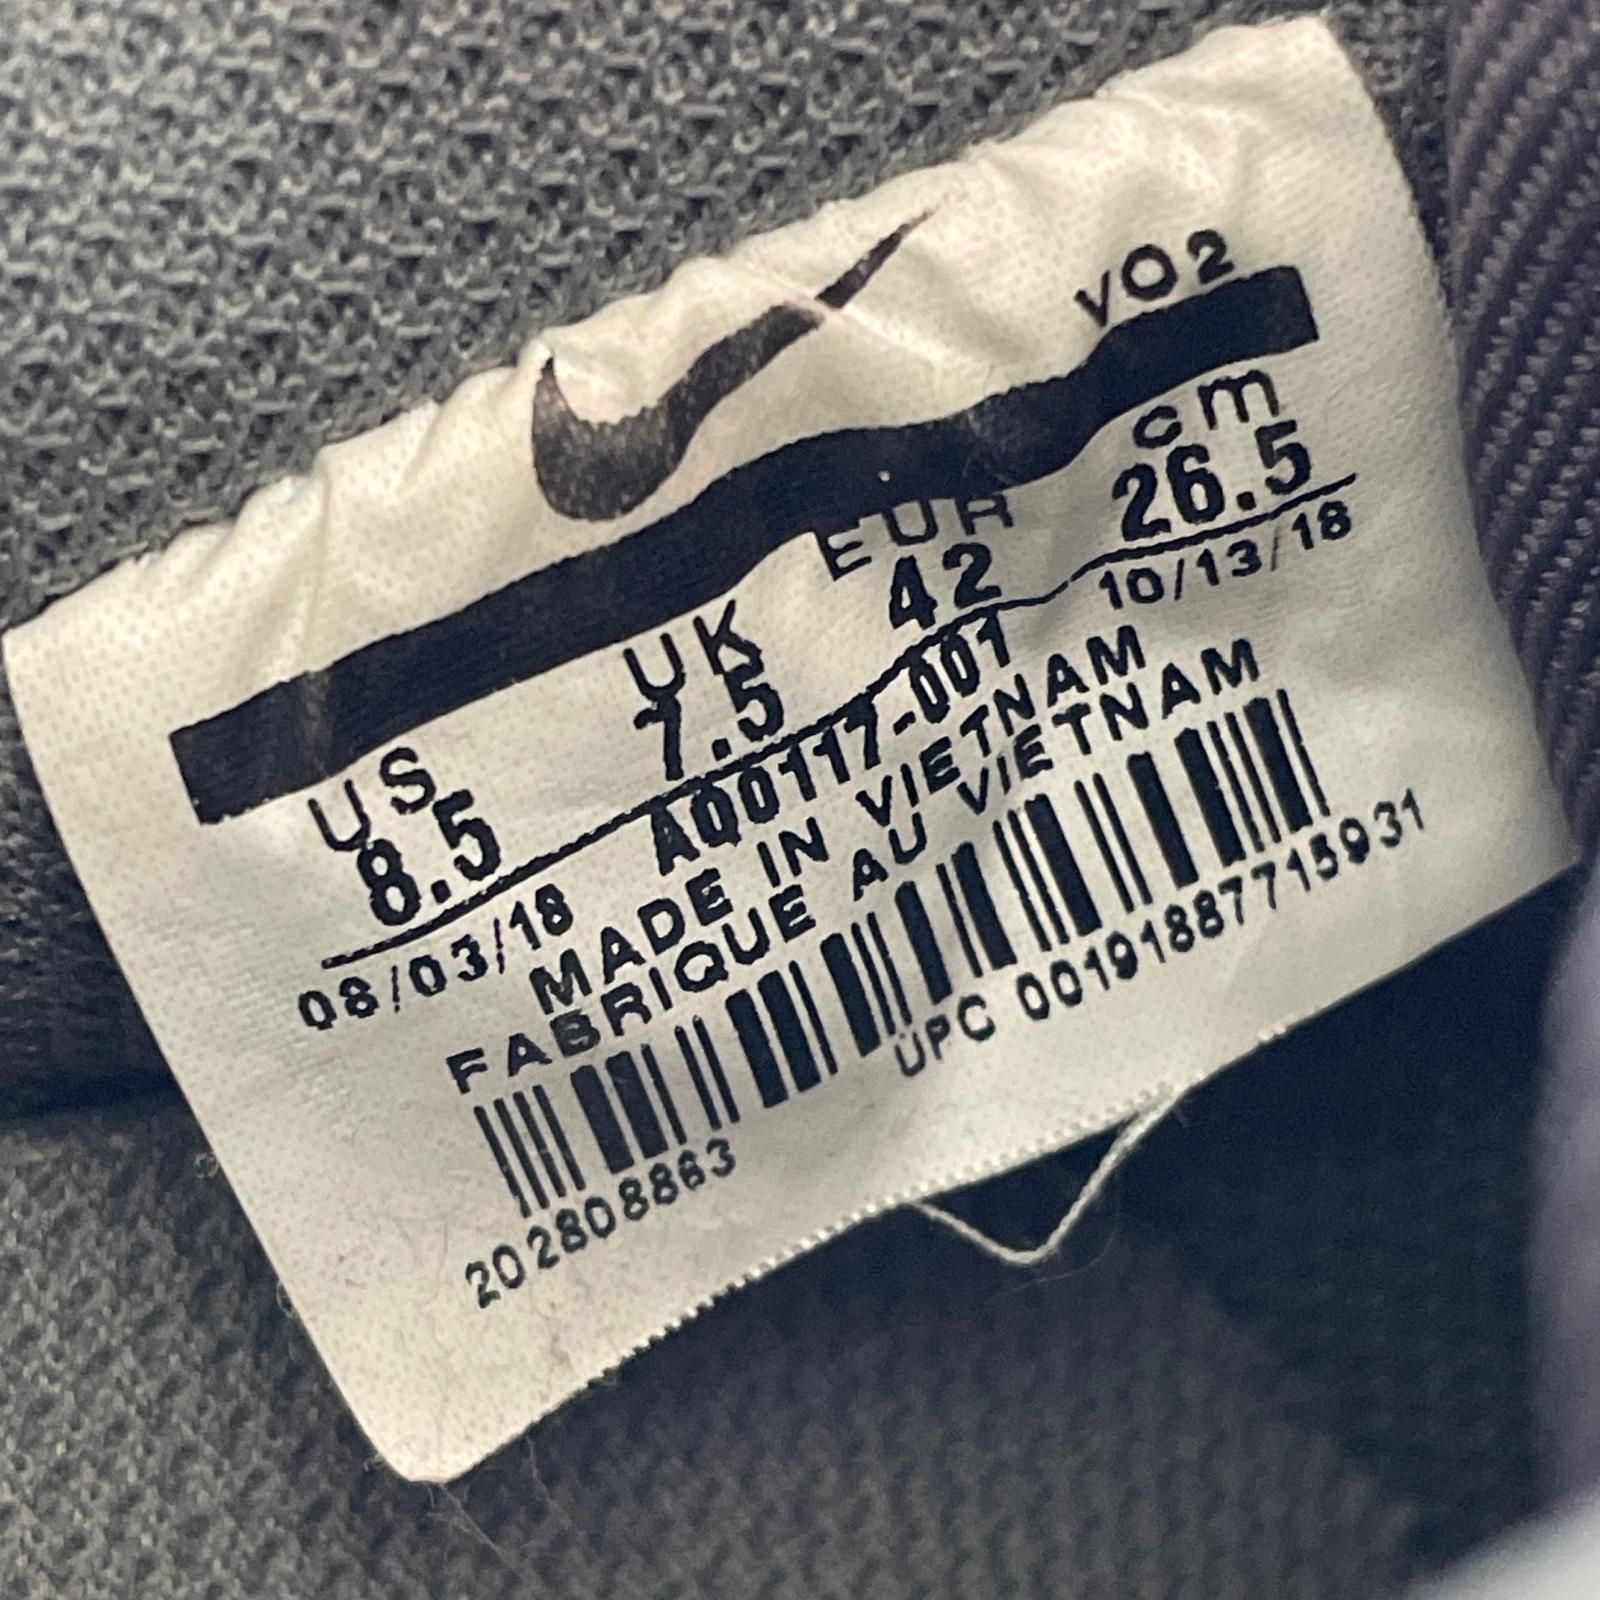 VO2
US UK EUR cm
8.5 7.5 42 26.5
08/03/18 AQ0117-001 10/13/18
MADE IN VIETNAM
FABRIQUE AU VIETNAM
202808863 UPC 00191887715931